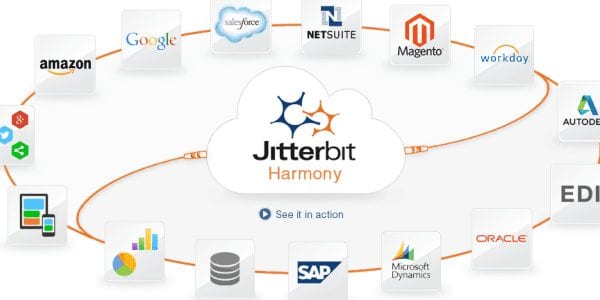 salesforce
NETSUITE
Google
Magento
workday
amazon
AUTODE
Jitterbit
Harmony
EDI
See it in action
ORACLE
SAP
Microsoft
Dynamics